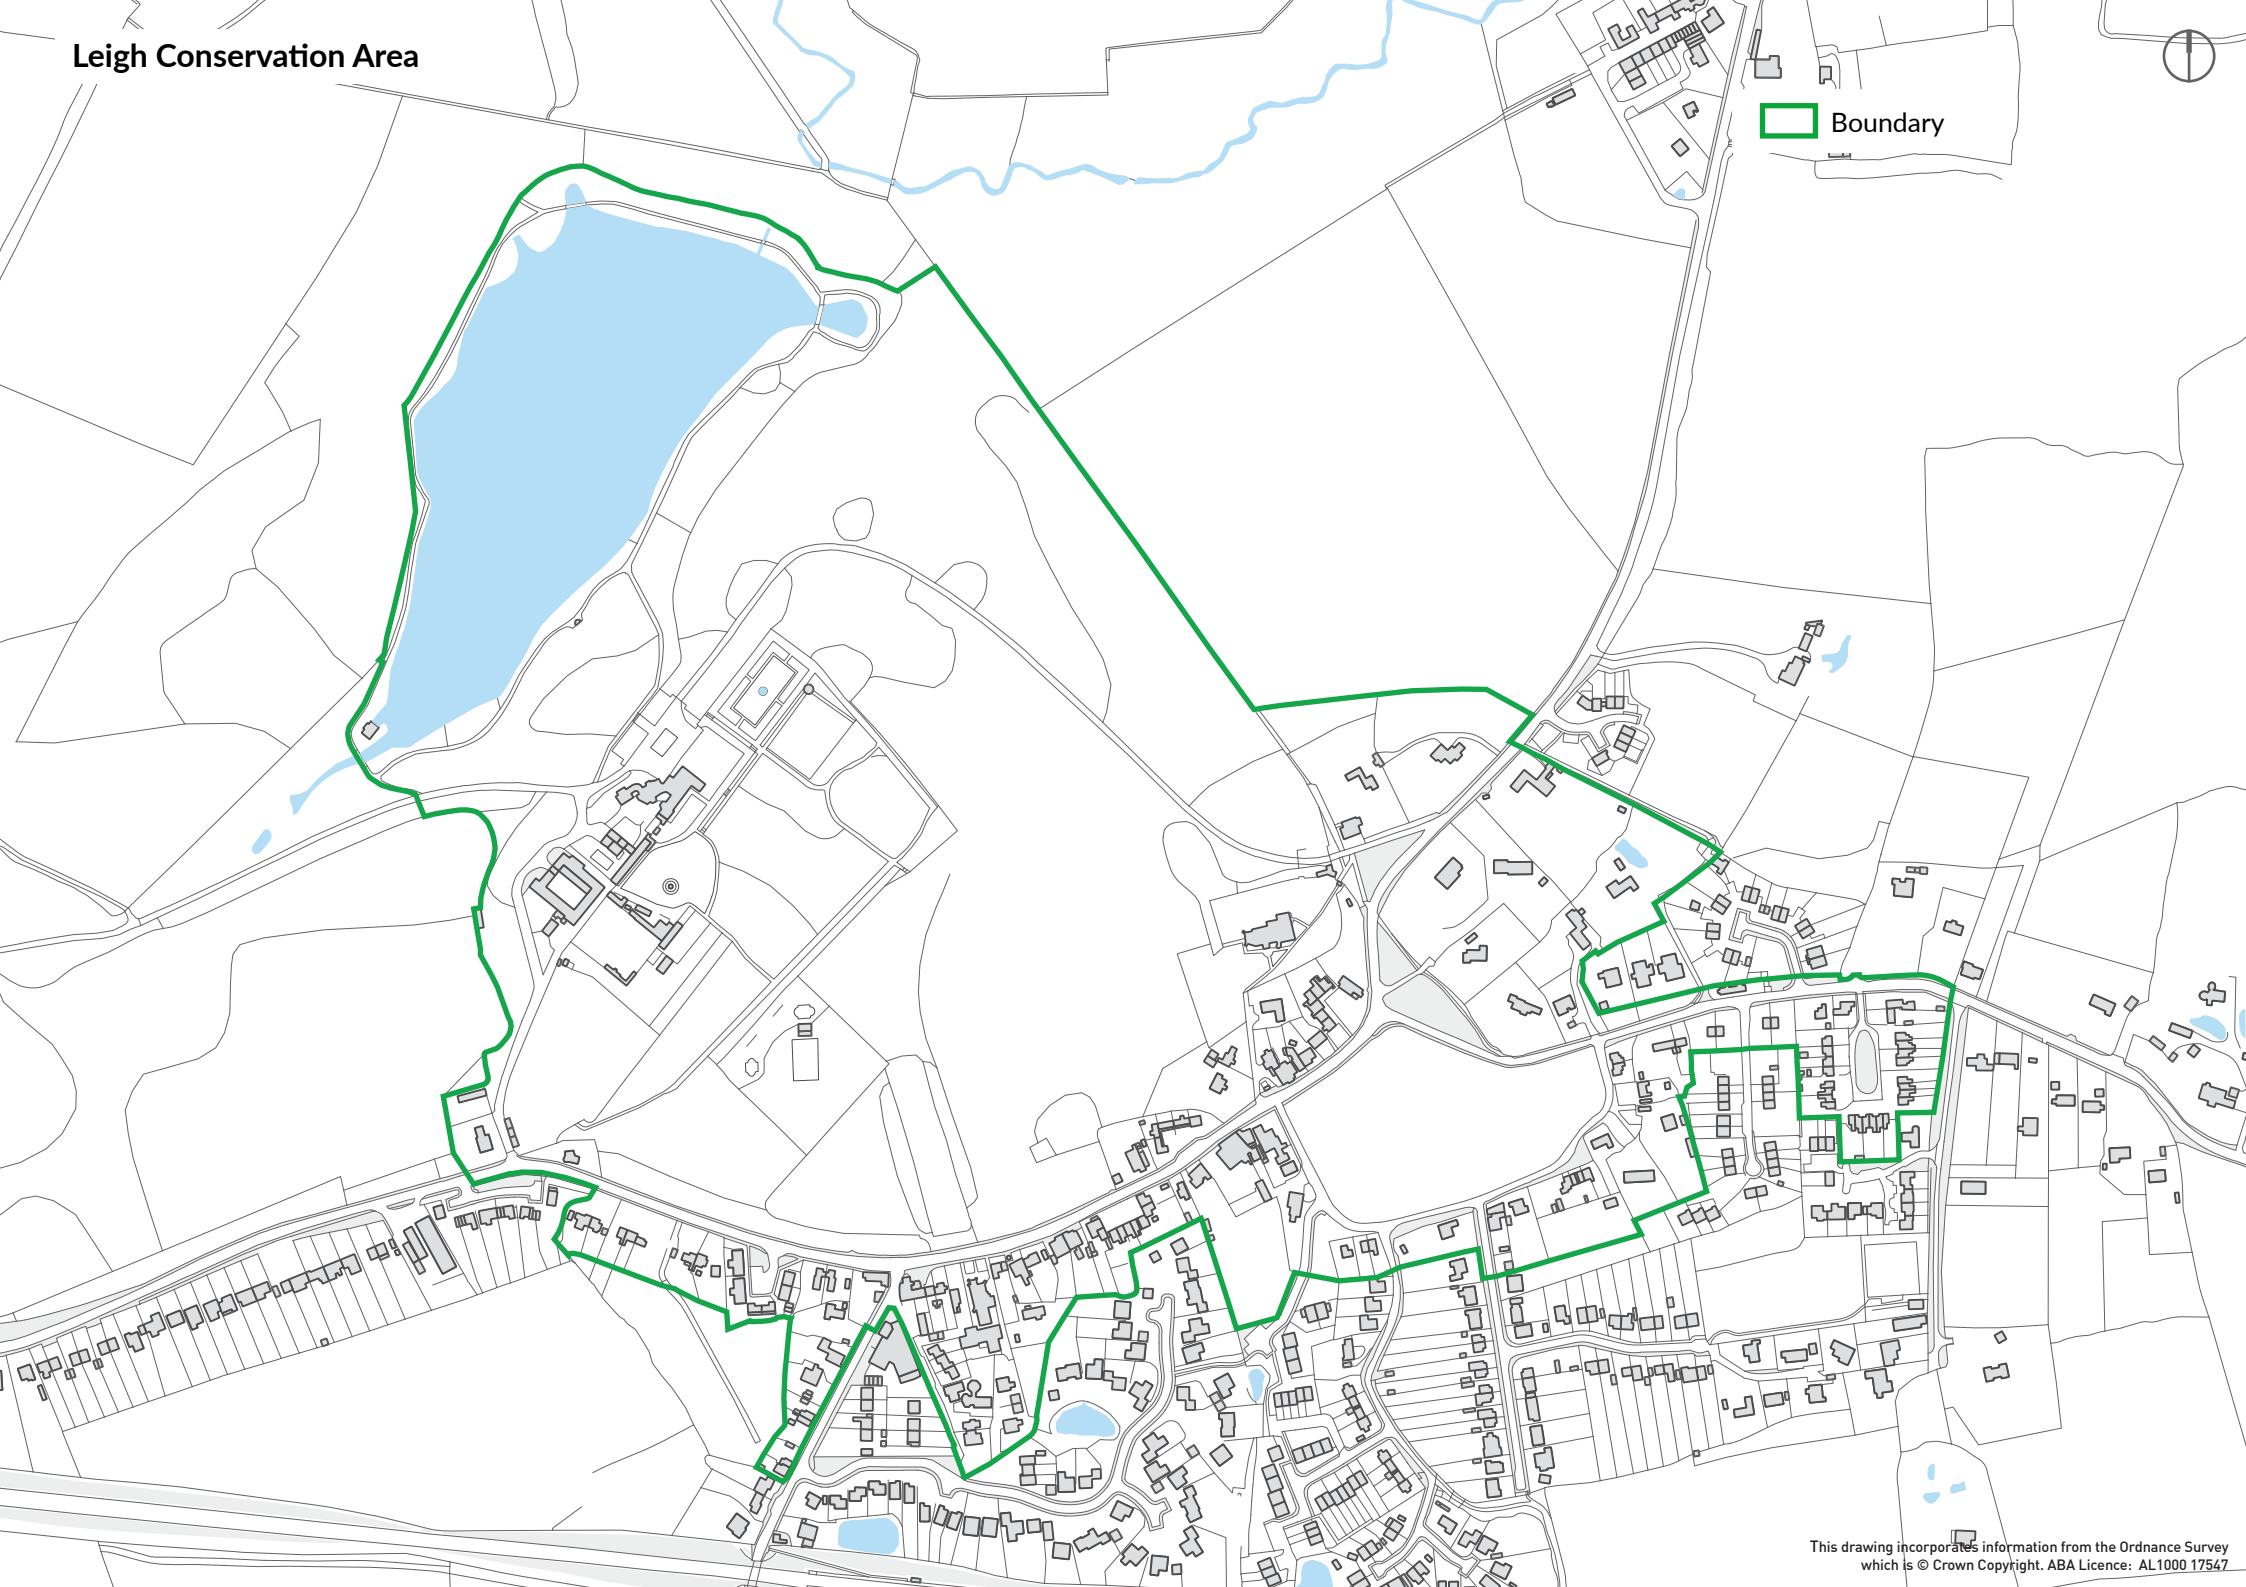 Leigh Conservation Area
Boundary
This drawing incorporates information from the Ordnance Survey
which is © Crown Copyright. ABA Licence: AL1000 17547